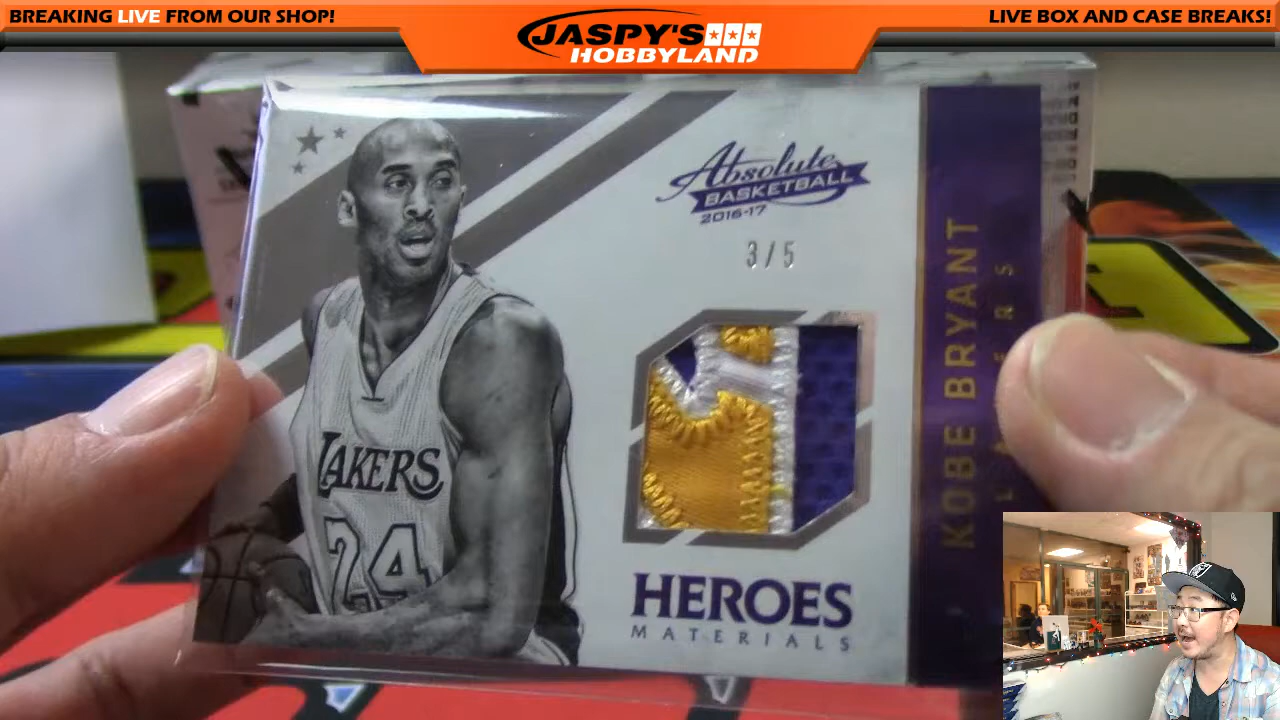 BREAKING LIVE FROM OUR SHOP!
JASPY'S
HOBBYLAND
LIVE BOX AND CASE BREAKS!
Absolute
BASKETBALL
2016-17
3/5
KOBE BRYANT
LAKERS
24
HEROES
MATERIALS